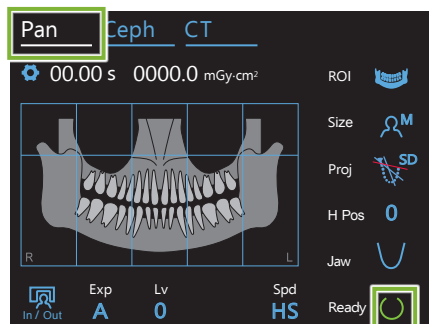 Pan Ceph CT
00.00 s 0000.0 mGy·cm²
ROI
Size M
Proj SD
H Pos 0
R L
Jaw
In / Out
Exp A
Lv 0
Spd HS
Ready